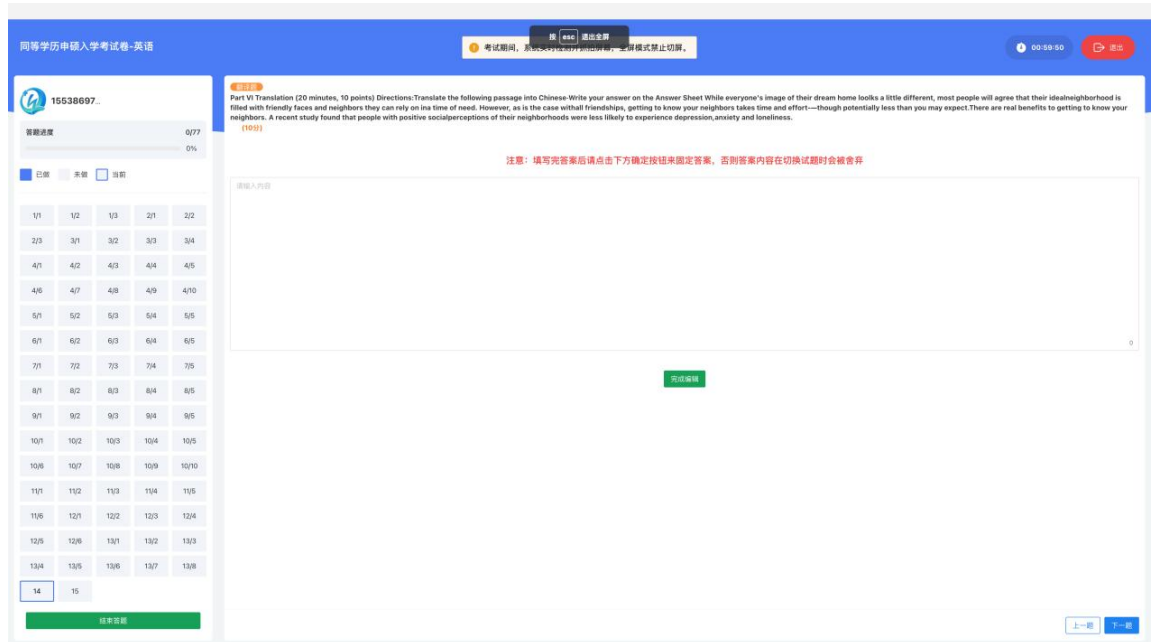 按 esc 退出全屏
同等学历申硕入学考试卷-英语
考试期间，系统实时检测并抓拍屏幕，全屏模式禁止切屏。
00:59:50
退出
15538697..
答题进度 0/77
0%
已做 未做 当前
1/1 1/2 1/3 2/1 2/2
2/3 3/1 3/2 3/3 3/4
4/1 4/2 4/3 4/4 4/5
4/6 4/7 4/8 4/9 4/10
5/1 5/2 5/3 5/4 5/5
6/1 6/2 6/3 6/4 6/5
7/1 7/2 7/3 7/4 7/5
8/1 8/2 8/3 8/4 8/5
9/1 9/2 9/3 9/4 9/5
10/1 10/2 10/3 10/4 10/5
10/6 10/7 10/8 10/9 10/10
11/1 11/2 11/3 11/4 11/5
11/6 12/1 12/2 12/3 12/4
12/5 12/6 13/1 13/2 13/3
13/4 13/5 13/6 13/7 13/8
14 15
结束答题
Part VI Translation (20 minutes, 10 points) Directions:Translate the following passage into Chinese-Write your answer on the Answer Sheet While everyone's image of their dream home looIks a little different, most people will agree that their idealneighborhood is
filled with friendly faces and neighbors they can rely on ina time of need. However, as is the case withall friendships, getting to know your neighbors takes time and effort-—though potentially less than you may expect.There are real benefits to getting to know your
neighbors. A recent study found that people with positive socialperceptions of their neighborhoods were less lIkely to experience depression,anxiety and loneliness.
(10分)
注意：填写完答案后请点击下方确定按钮来固定答案，否则答案内容在切换试题时会被舍弃
请输入内容
0
完成编辑
上一题 下一题